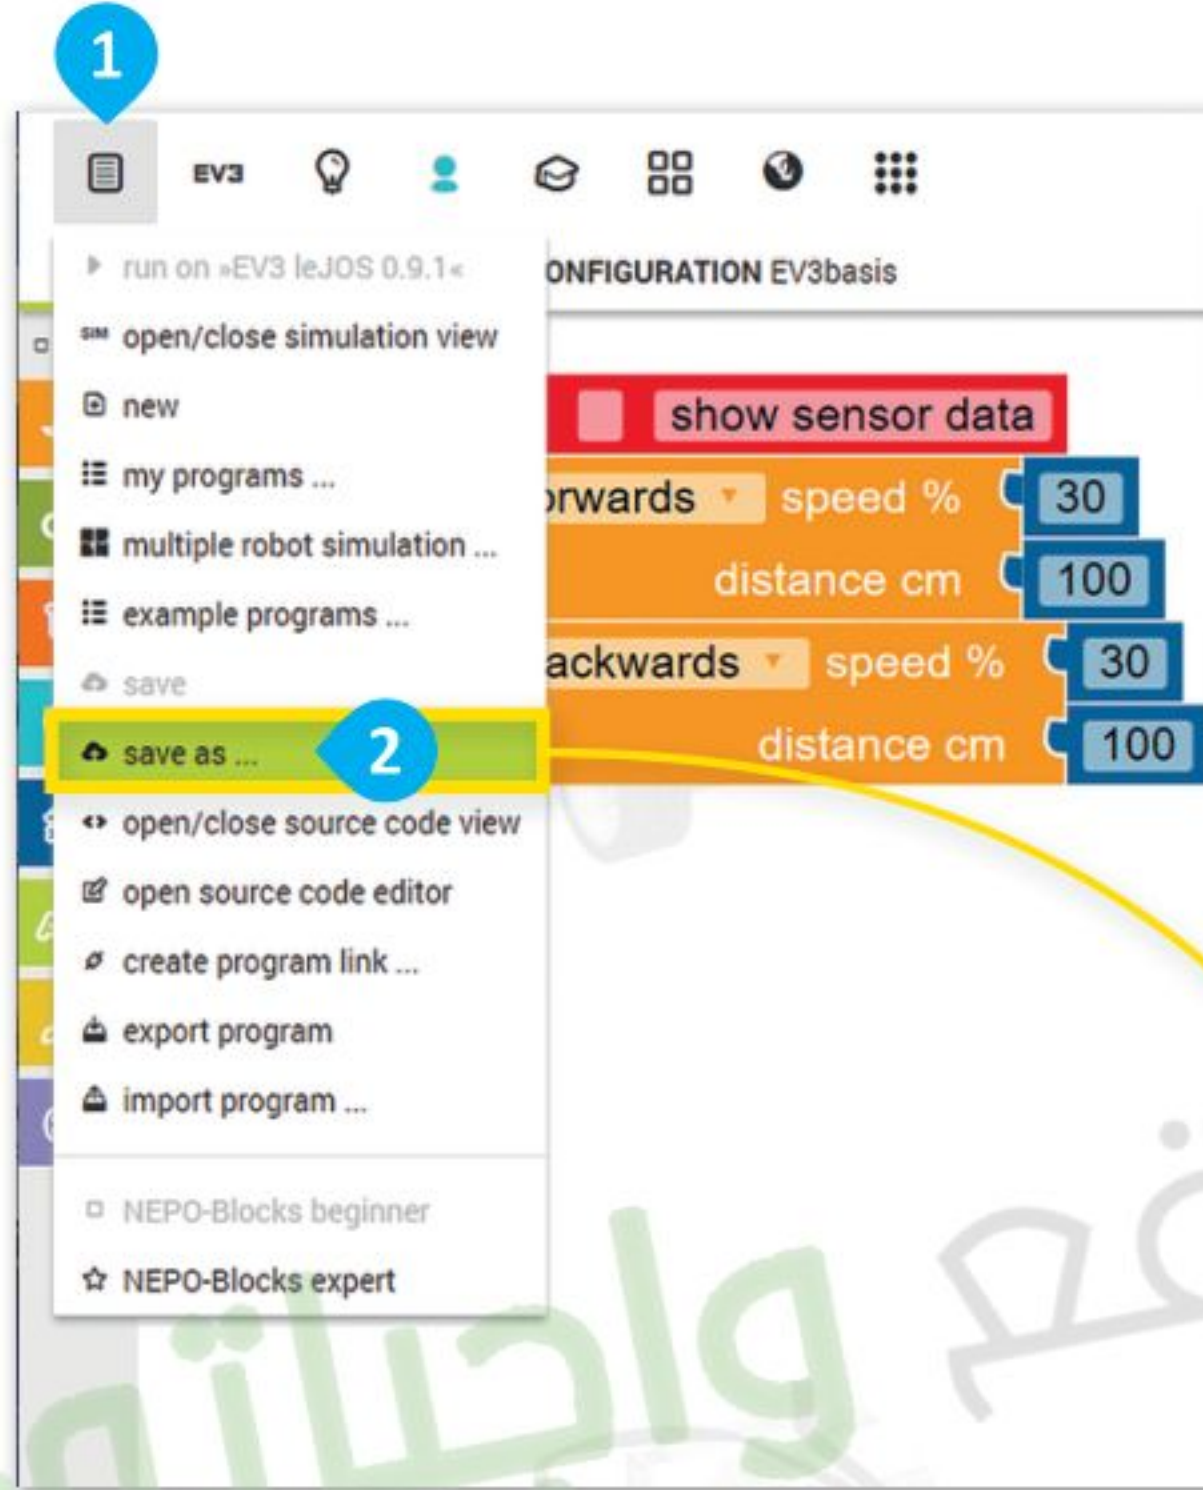 1
EV3
run on »EV3 leJOS 0.9.1«
ONFIGURATION EV3basis
SIM open/close simulation view
new
show sensor data
my programs ...
orwards speed % 30
multiple robot simulation ...
distance cm 100
example programs ...
ackwards speed % 30
save
save as ... 2
distance cm 100
open/close source code view
open source code editor
create program link ...
export program
import program ...
NEPO-Blocks beginner
NEPO-Blocks expert